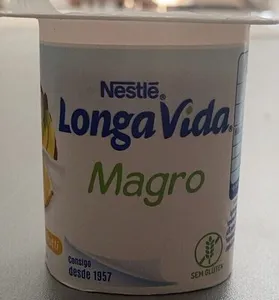 Nestlé®
LongaVida®
Magro
Consigo
desde 1957
SEM GLÚTEN